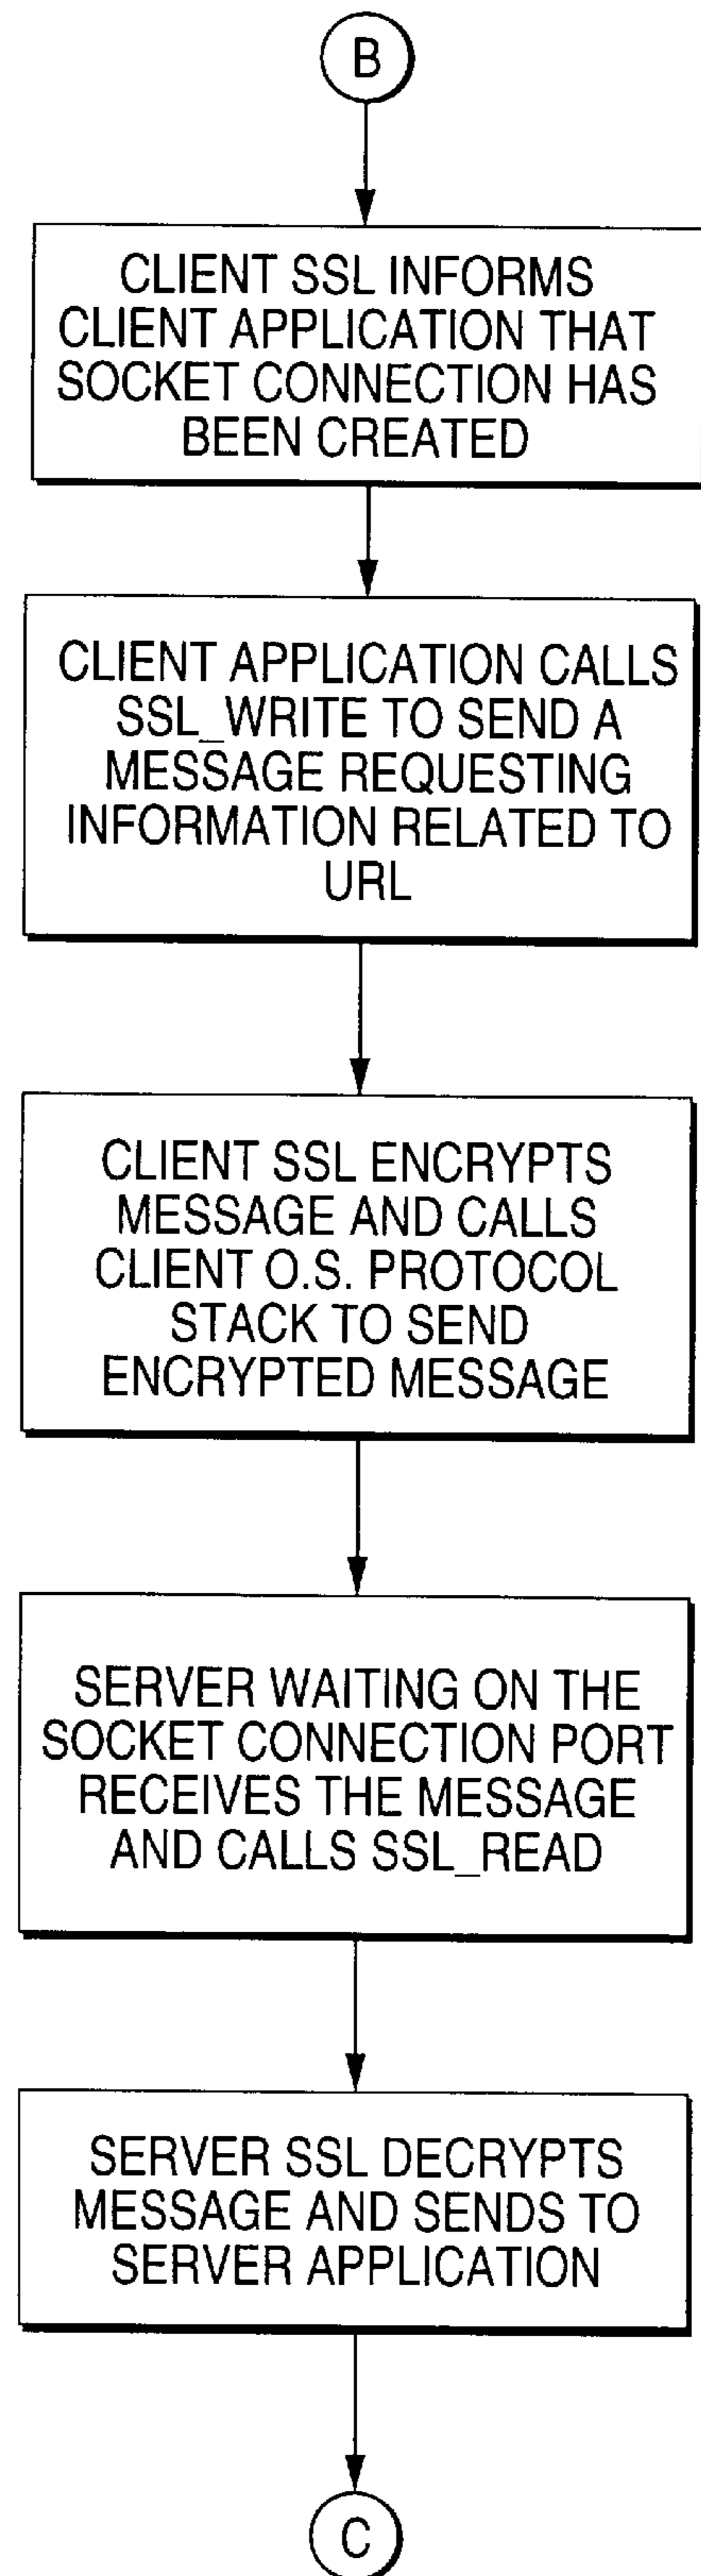 B
CLIENT SSL INFORMS
CLIENT APPLICATION THAT
SOCKET CONNECTION HAS
BEEN CREATED
CLIENT APPLICATION CALLS
SSL_WRITE TO SEND A
MESSAGE REQUESTING
INFORMATION RELATED TO
URL
CLIENT SSL ENCRYPTS
MESSAGE AND CALLS
CLIENT O.S. PROTOCOL
STACK TO SEND
ENCRYPTED MESSAGE
SERVER WAITING ON THE
SOCKET CONNECTION PORT
RECEIVES THE MESSAGE
AND CALLS SSL_READ
SERVER SSL DECRYPTS
MESSAGE AND SENDS TO
SERVER APPLICATION
C